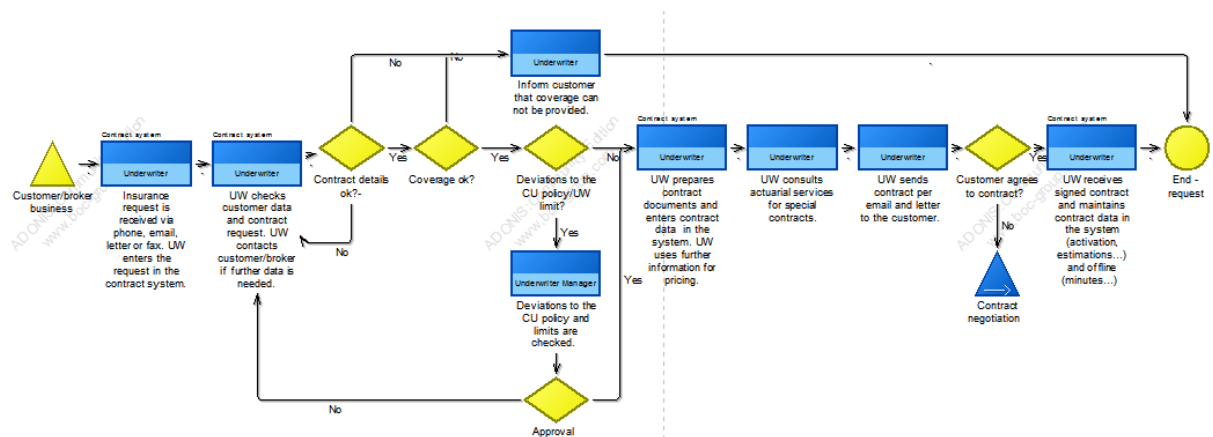 No
No
Underwriter
Inform customer
that coverage can
not be provided.
Contract system
Underwriter
Insurance
request is
received via
phone, email,
letter or fax. UW
enters the
request in the
contract system.
Customer/broker
business
Contract system
Underwriter
UW checks
customer data
and contract
request. UW
contacts
customer/broker
if further data is
needed.
Contract details
ok?-
Yes
No
Coverage ok?
Yes
Deviations to the
CU policy/UW
limit?
No
Yes
Underwriter Manager
Deviations to the
CU policy and
limits are
checked.
Approval
No
Yes
Contract system
Underwriter
UW prepares
contract
documents and
enters contract
data in the
system. UW
uses further
information for
pricing.
Underwriter
UW consults
actuarial services
for special
contracts.
Underwriter
UW sends
contract per
email and letter
to the customer.
Customer agrees
to contract?
Yes
No
Contract
negotiation
Contract system
Underwriter
UW receives
signed contract
and maintains
contract data in
the system
(activation,
estimations...)
and offline
(minutes...)
End -
request